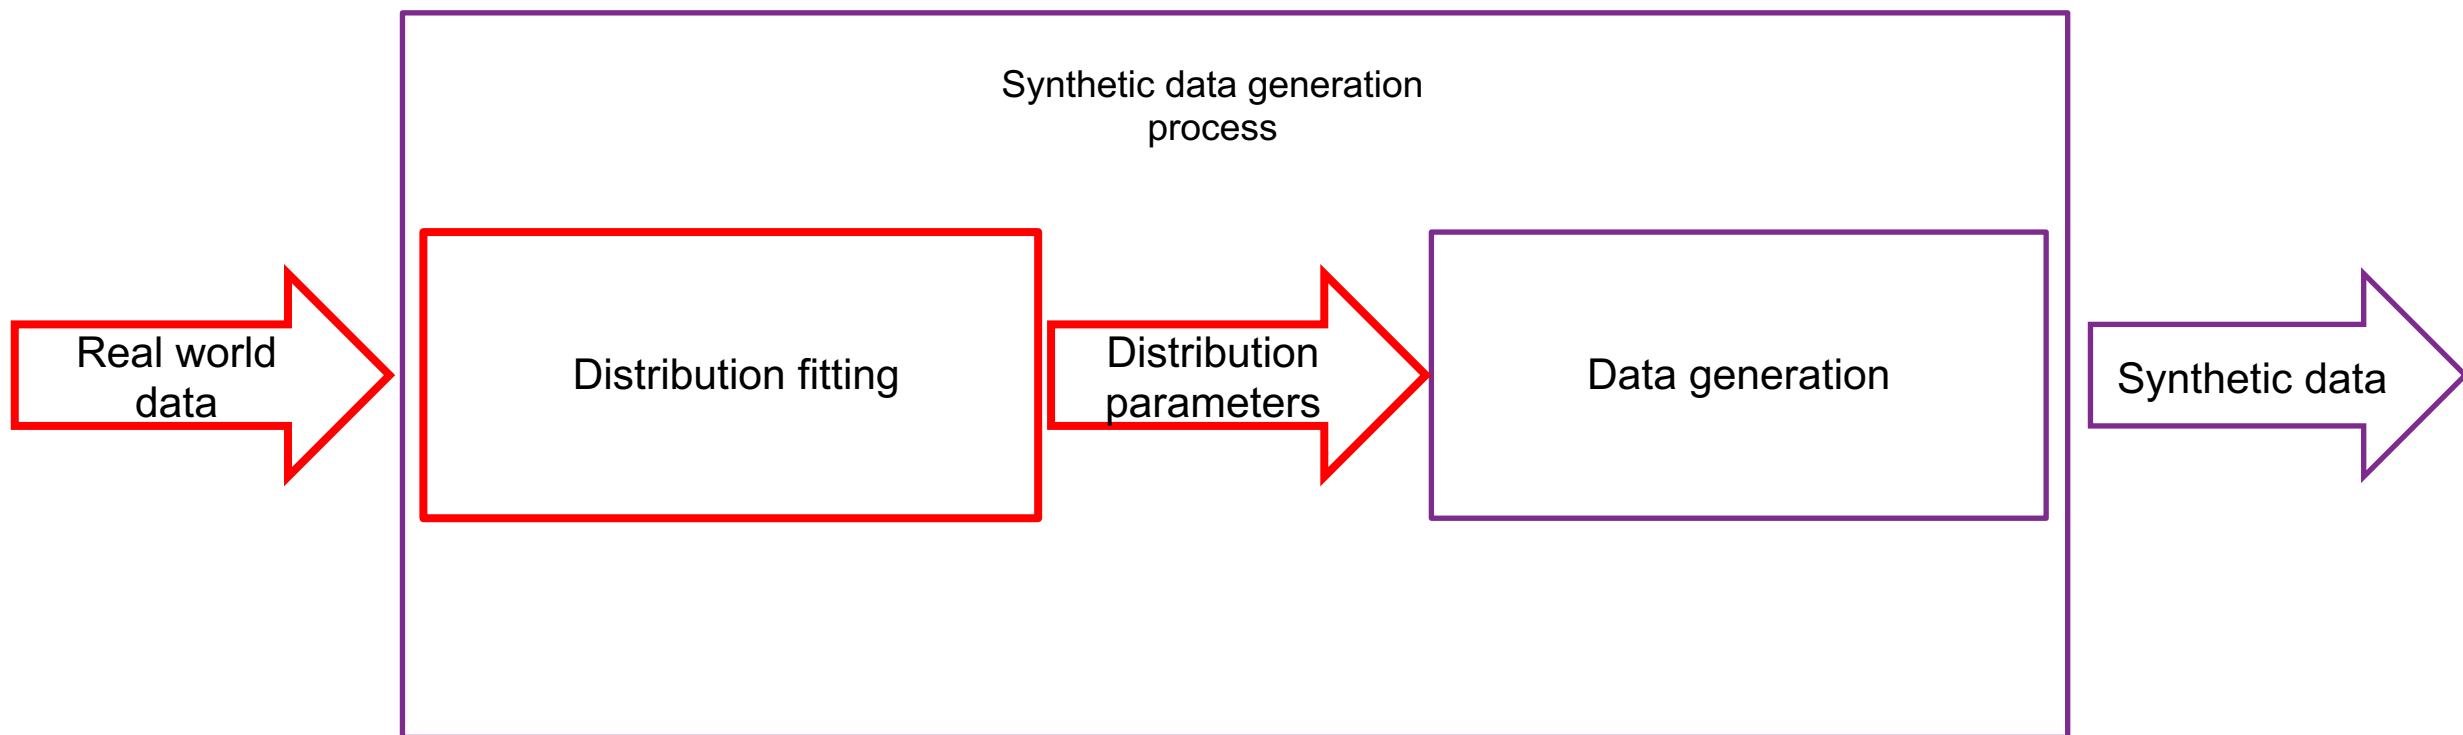 Synthetic data generation
process
Real world
data
Distribution fitting
Distribution
parameters
Data generation
Synthetic data